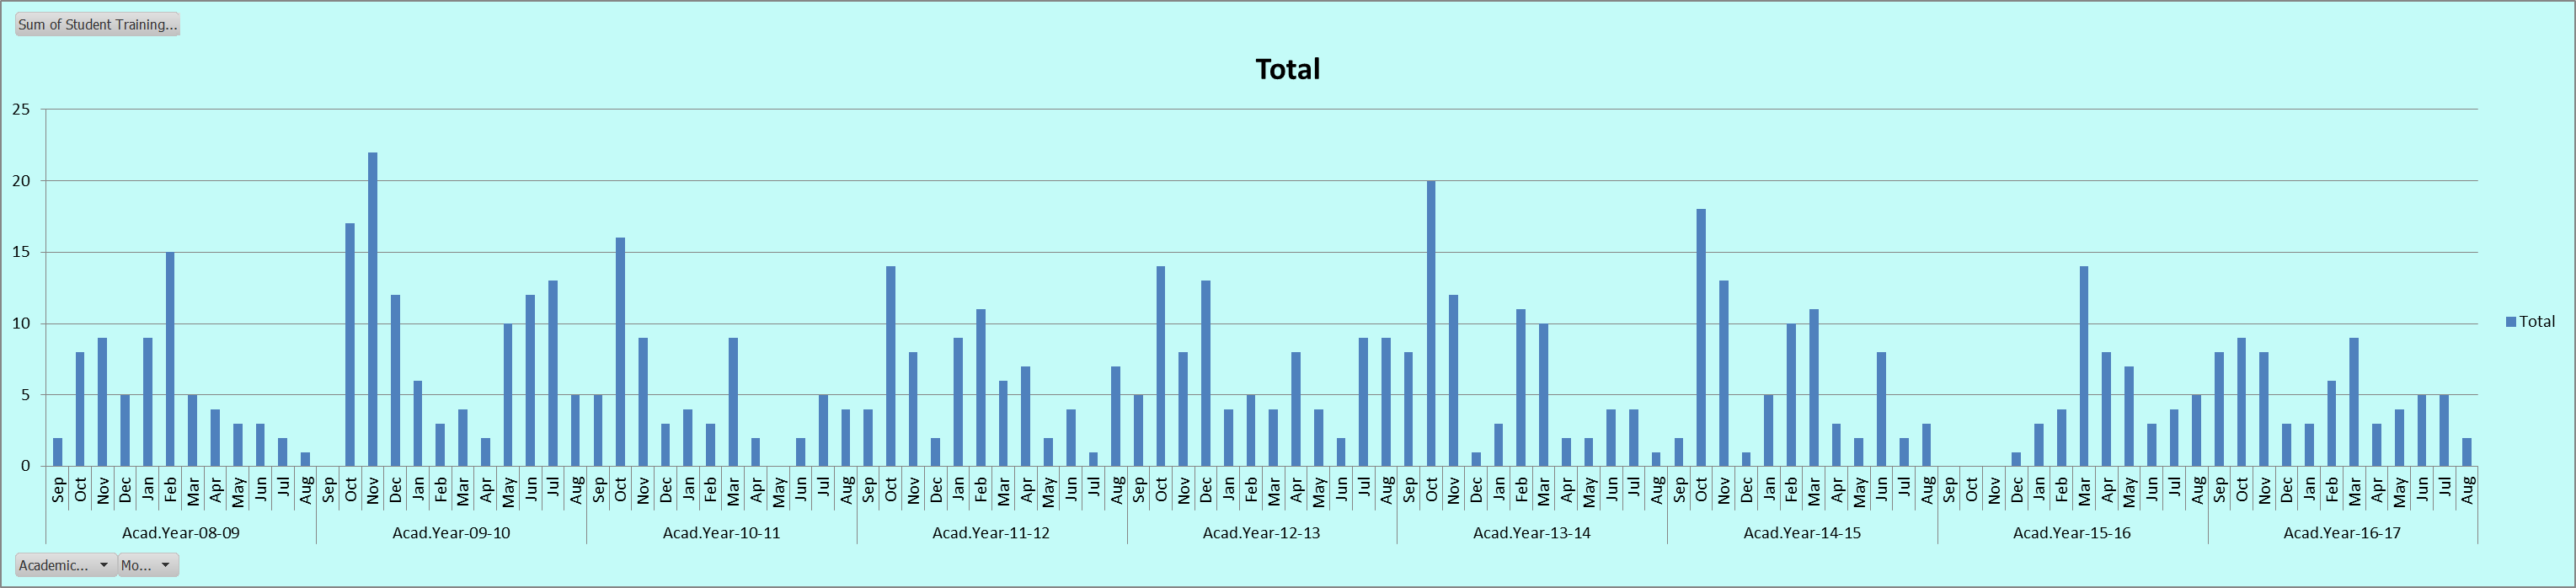 Sum of Student Training...
Total
25
20
15
10
5
0
Total
Sep Oct Nov Dec Jan Feb Mar Apr May Jun Jul Aug Sep Oct Nov Dec Jan Feb Mar Apr May Jun Jul Aug Sep Oct Nov Dec Jan Feb Mar Apr May Jun Jul Aug Sep Oct Nov Dec Jan Feb Mar Apr May Jun Jul Aug Sep Oct Nov Dec Jan Feb Mar Apr May Jun Jul Aug Sep Oct Nov Dec Jan Feb Mar Apr May Jun Jul Aug Sep Oct Nov Dec Jan Feb Mar Apr May Jun Jul Aug Sep Oct Nov Dec Jan Feb Mar Apr May Jun Jul Aug Sep Oct Nov Dec Jan Feb Mar Apr May Jun Jul Aug
Acad.Year-08-09 Acad.Year-09-10 Acad.Year-10-11 Acad.Year-11-12 Acad.Year-12-13 Acad.Year-13-14 Acad.Year-14-15 Acad.Year-15-16 Acad.Year-16-17
Academic... Mo...